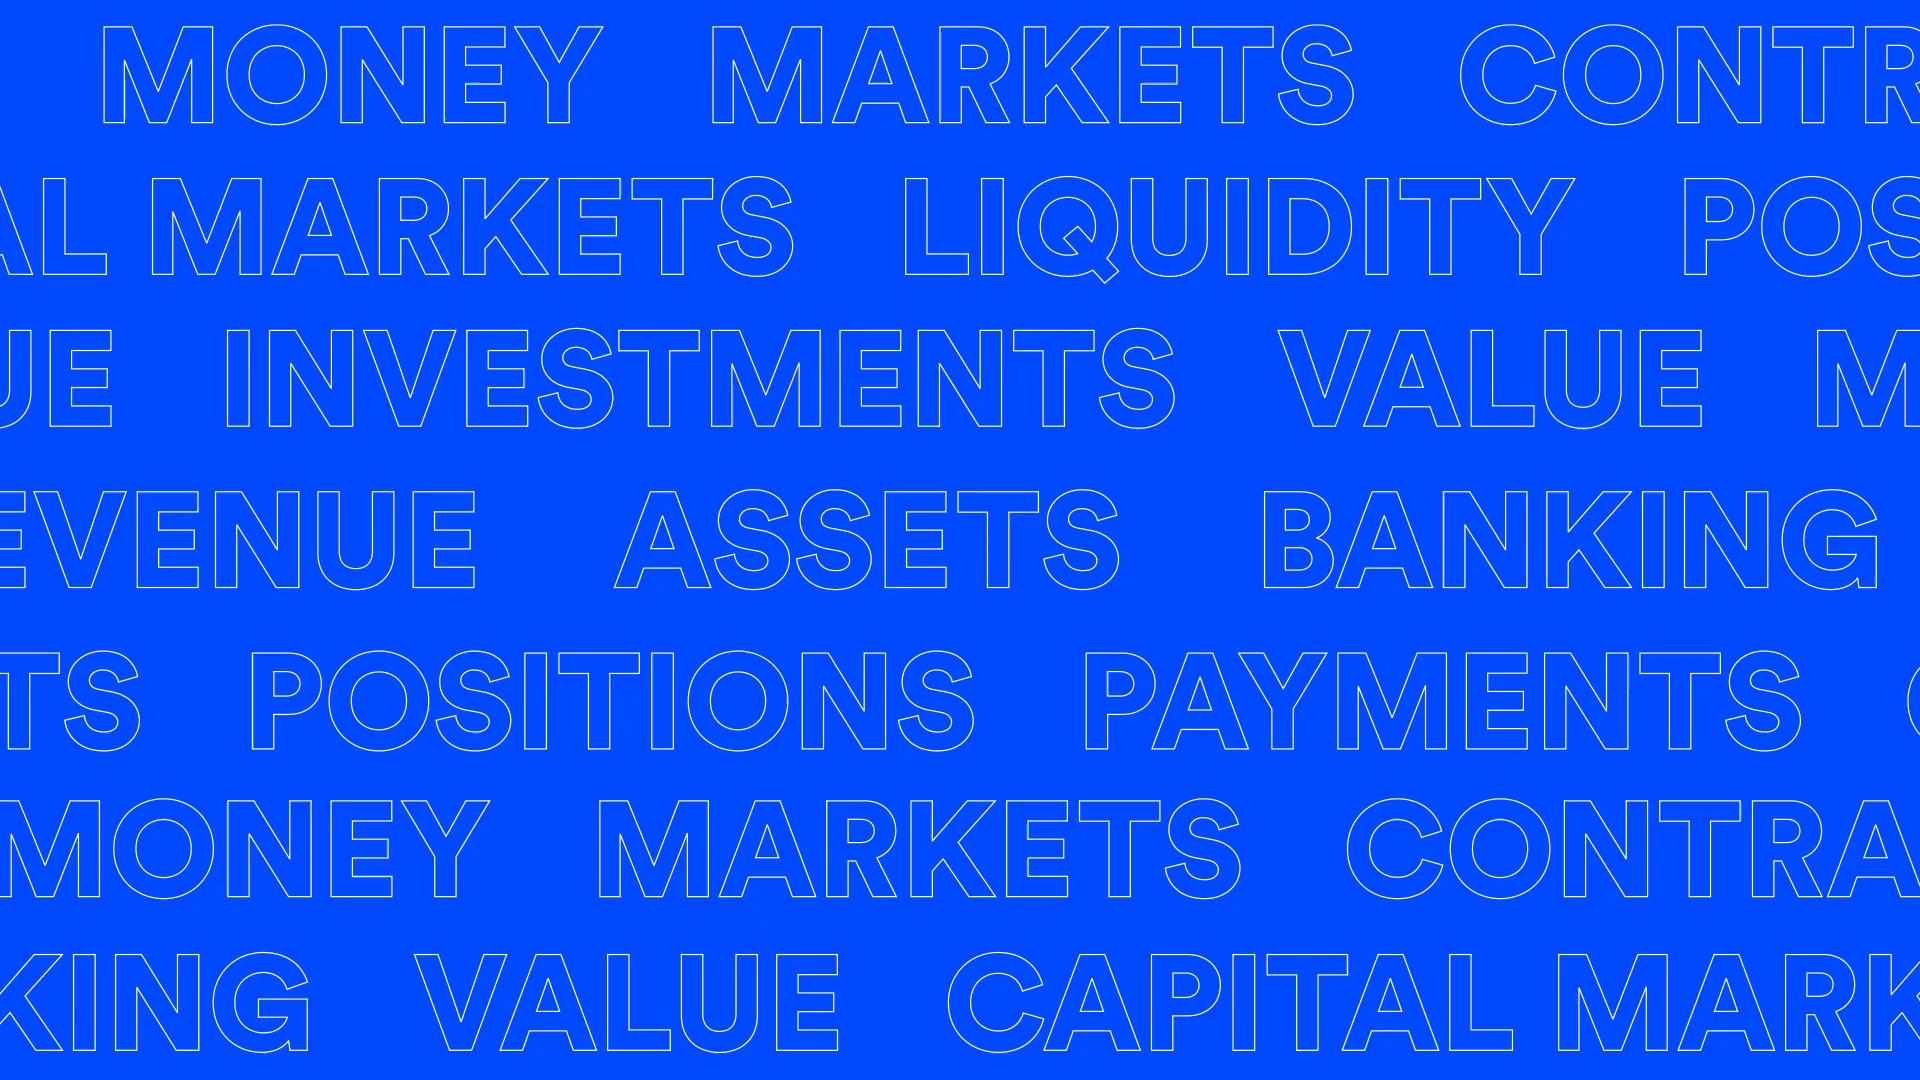 MONEY MARKETS CONTR
AL MARKETS LIQUIDITY POS
UE INVESTMENTS VALUE M
EVENUE ASSETS BANKING
TS POSITIONS PAYMENTS
MONEY MARKETS CONTRA
KING VALUE CAPITAL MARK